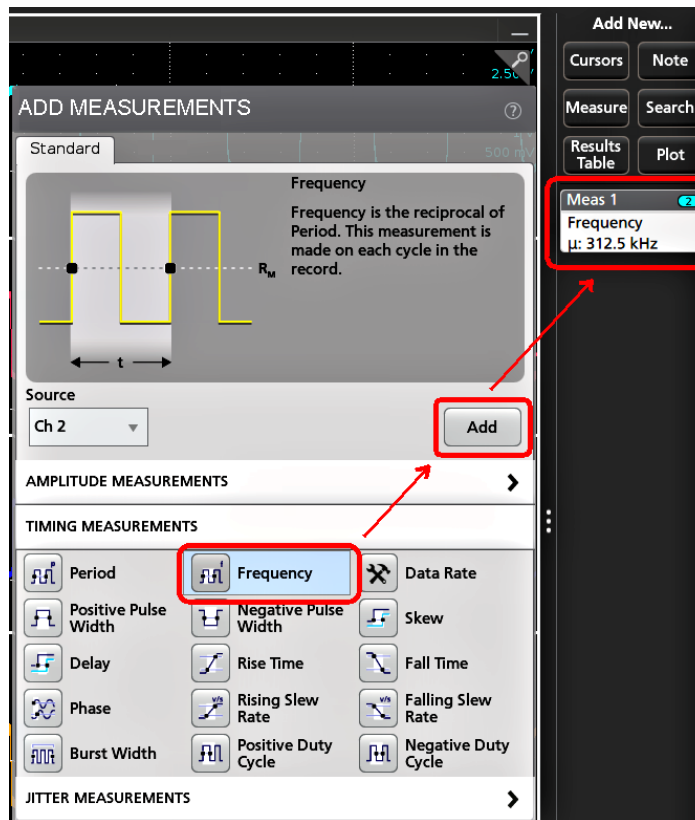 Add New...
2.50 V
Cursors
Note
ADD MEASUREMENTS
?
Measure
Search
Standard
500 mV
Results
Table
Plot
Frequency
Frequency is the reciprocal of
Period. This measurement is
made on each cycle in the
record.
RM
t
Meas 1
2
Frequency
μ: 312.5 kHz
Source
Ch 2
Add
AMPLITUDE MEASUREMENTS
TIMING MEASUREMENTS
Period
Frequency
Data Rate
Positive Pulse
Width
Negative Pulse
Width
Skew
Delay
Rise Time
Fall Time
Phase
Rising Slew
Rate
Falling Slew
Rate
Burst Width
Positive Duty
Cycle
Negative Duty
Cycle
JITTER MEASUREMENTS